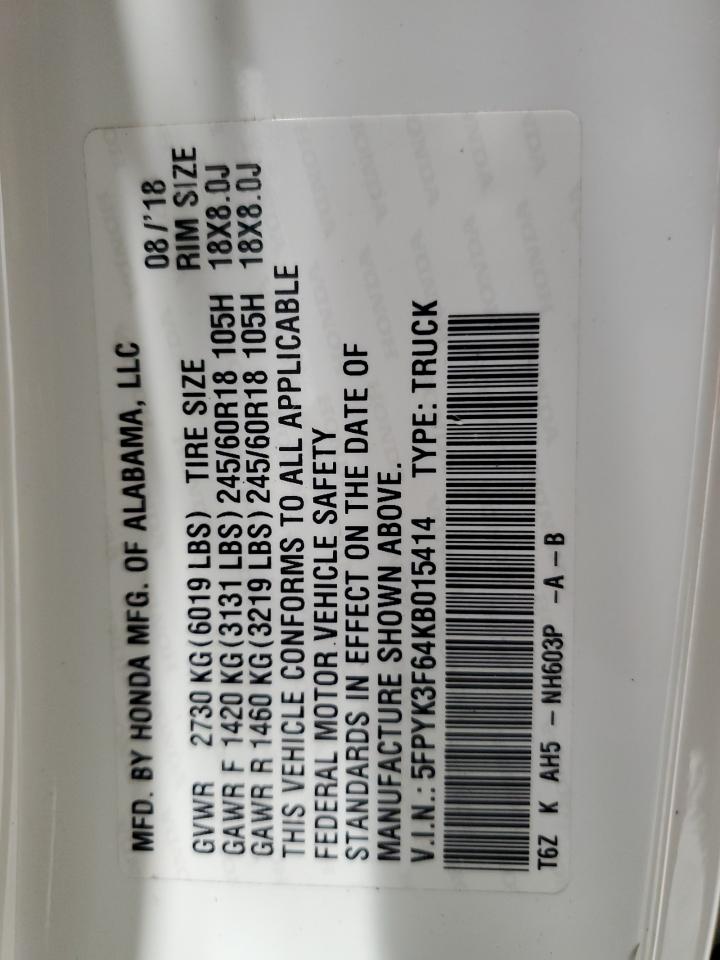 MFD. BY HONDA MFG. OF ALABAMA, LLC 08/'18
GVWR 2730 KG(6019 LBS) TIRE SIZE RIM SIZE
GAWR F 1420 KG(3131 LBS) 245/60R18 105H 18X8.0J
GAWR R 1460 KG(3219 LBS) 245/60R18 105H 18X8.0J
THIS VEHICLE CONFORMS TO ALL APPLICABLE
FEDERAL MOTOR VEHICLE SAFETY
STANDARDS IN EFFECT ON THE DATE OF
MANUFACTURE SHOWN ABOVE.
V.I.N.: 5FPYK3F64KB015414 TYPE: TRUCK
T6Z K AH5 - NH603P -A-B